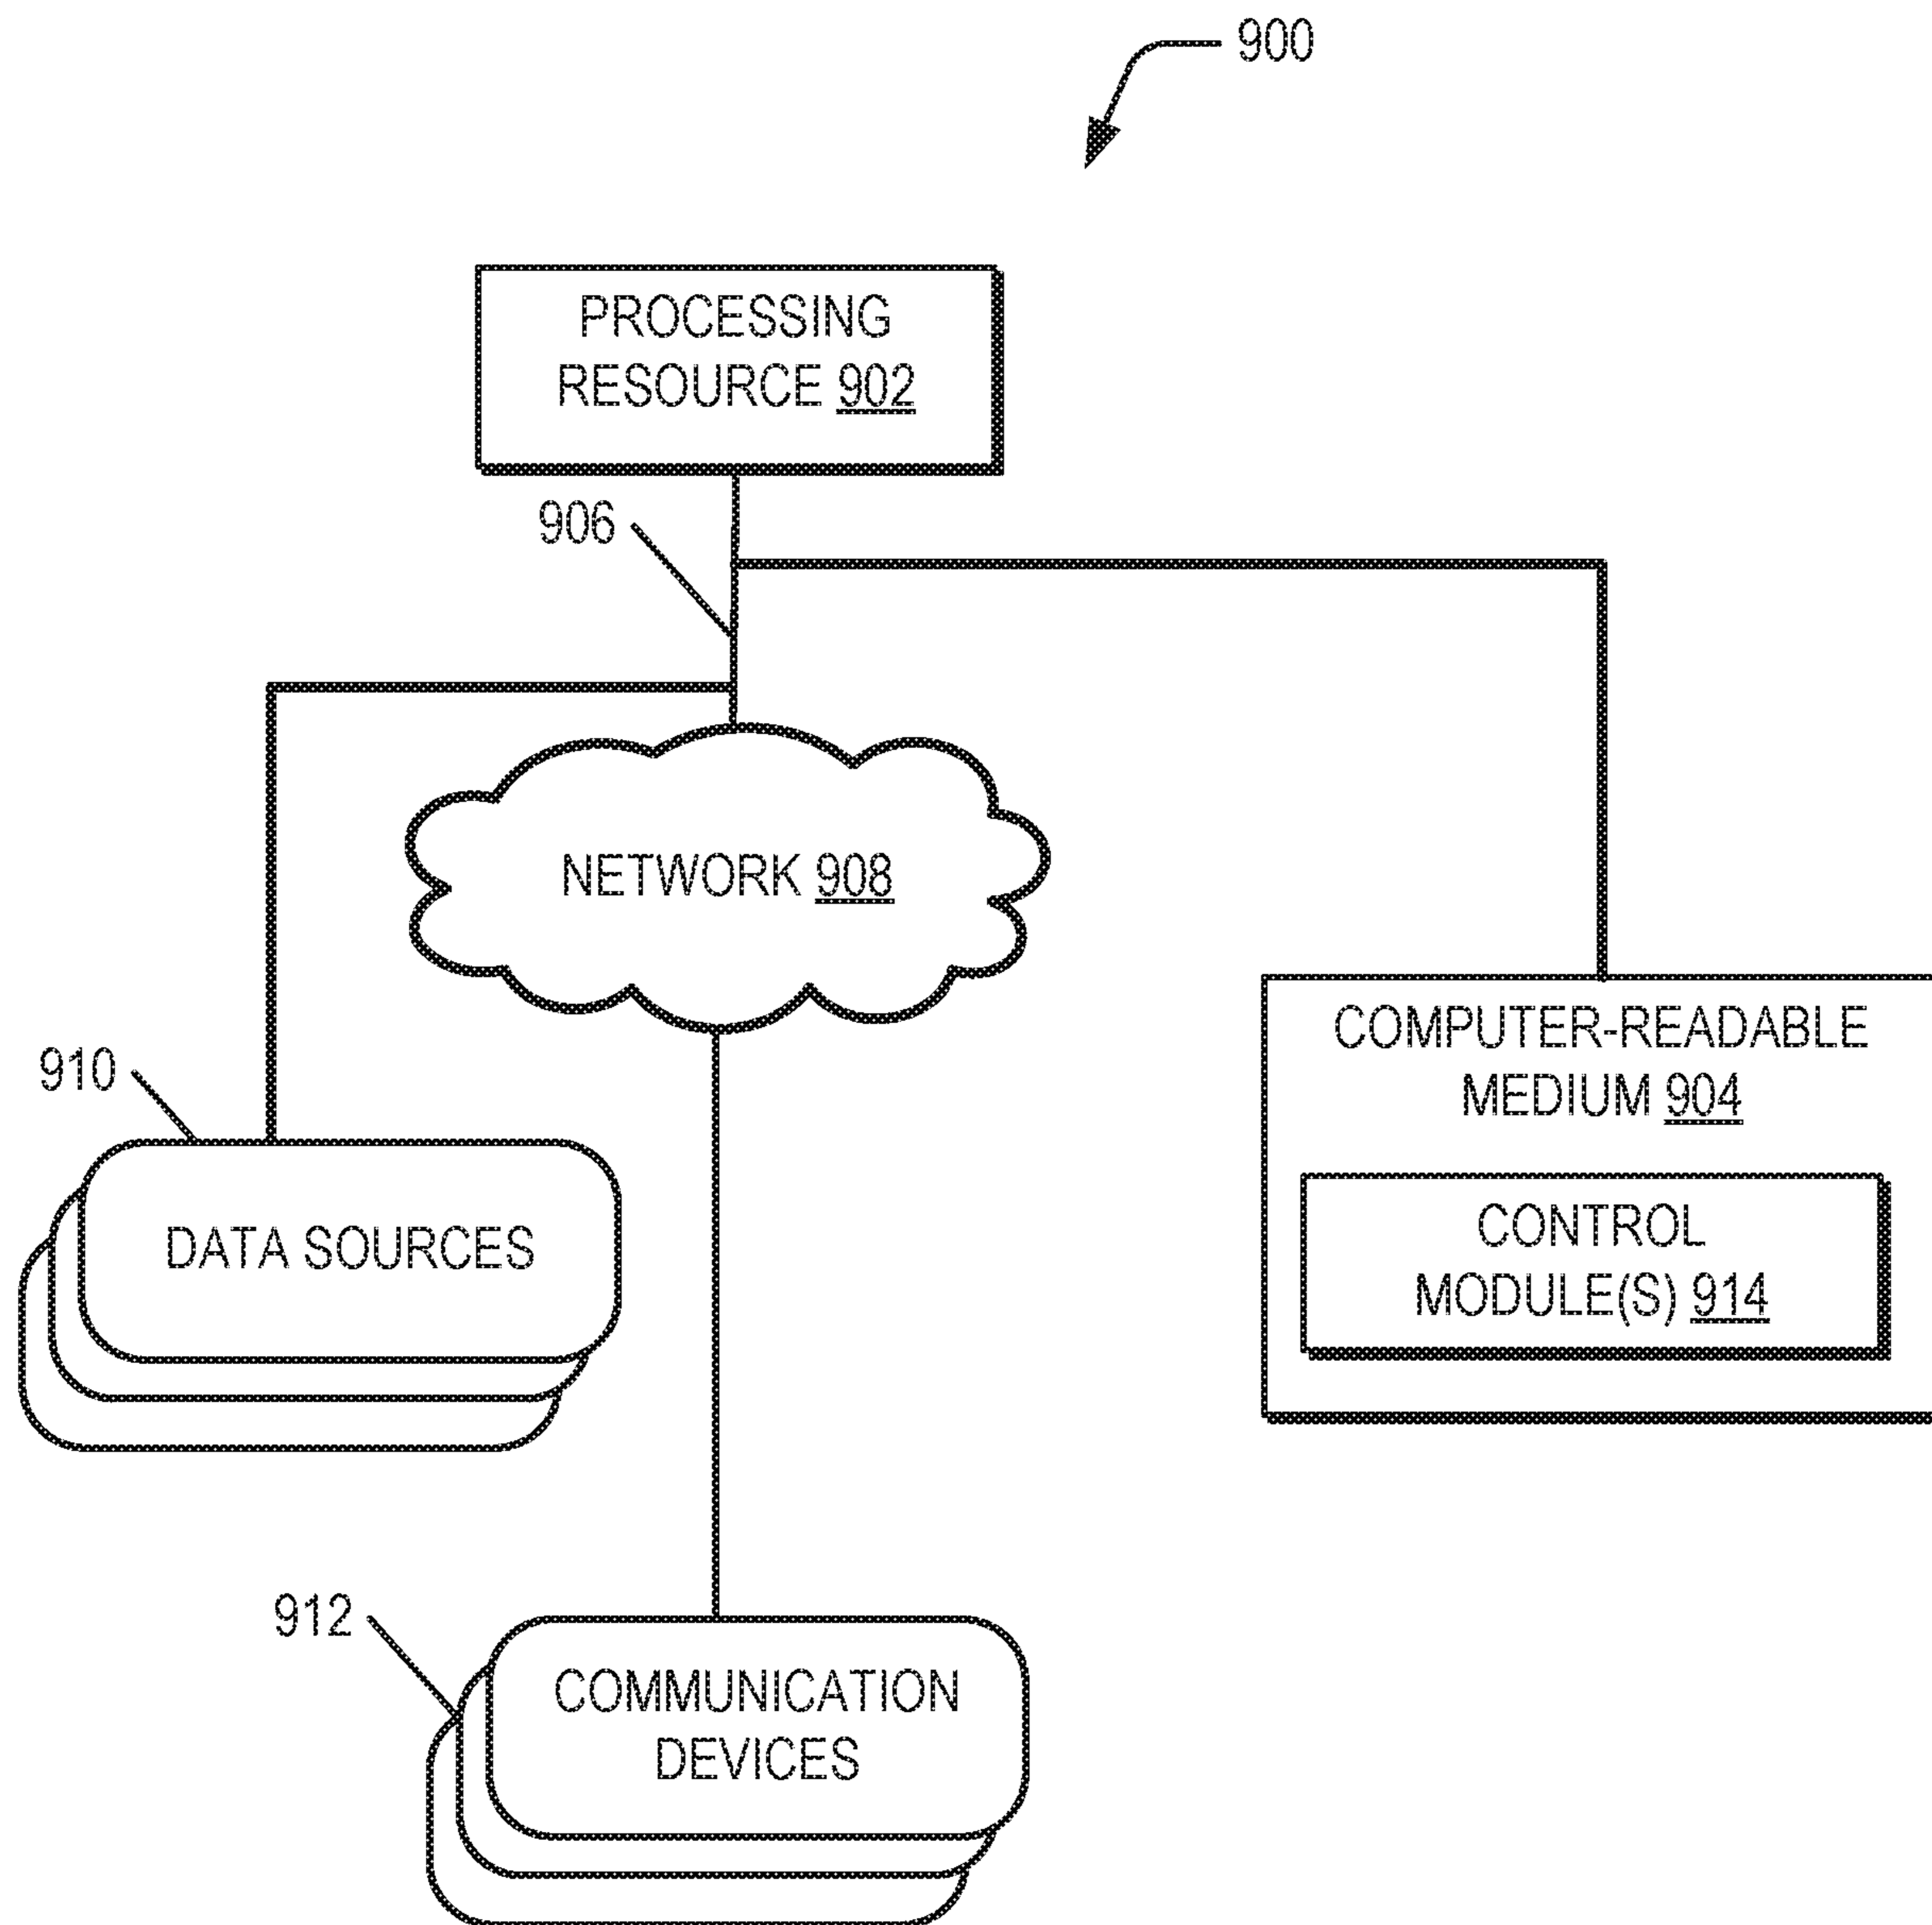 900
PROCESSING
RESOURCE 902
906
NETWORK 908
910
DATA SOURCES
COMPUTER-READABLE
MEDIUM 904
CONTROL
MODULE(S) 914
912
COMMUNICATION
DEVICES